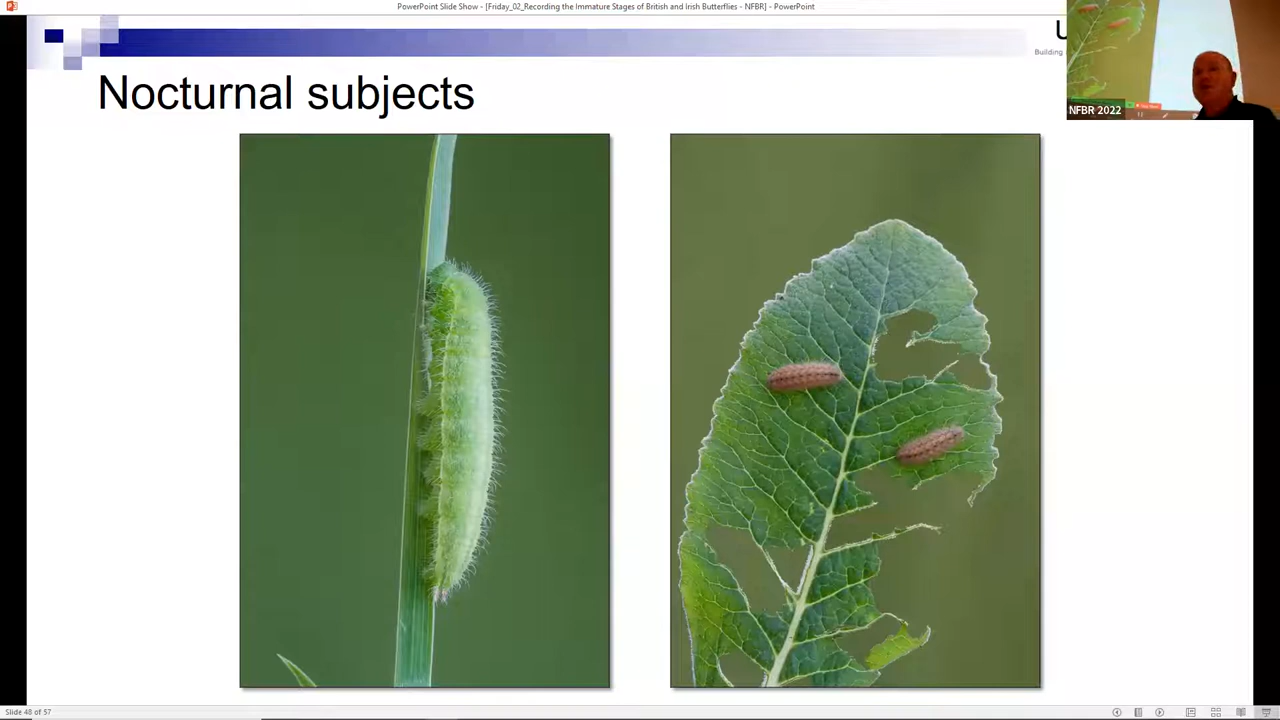 PowerPoint Slide Show - [Friday_02_Recording the Immature Stages of British and Irish Butterflies - NFBR] - PowerPoint
U
Building
Nocturnal subjects
NFBR 2022
Slide 48 of 57